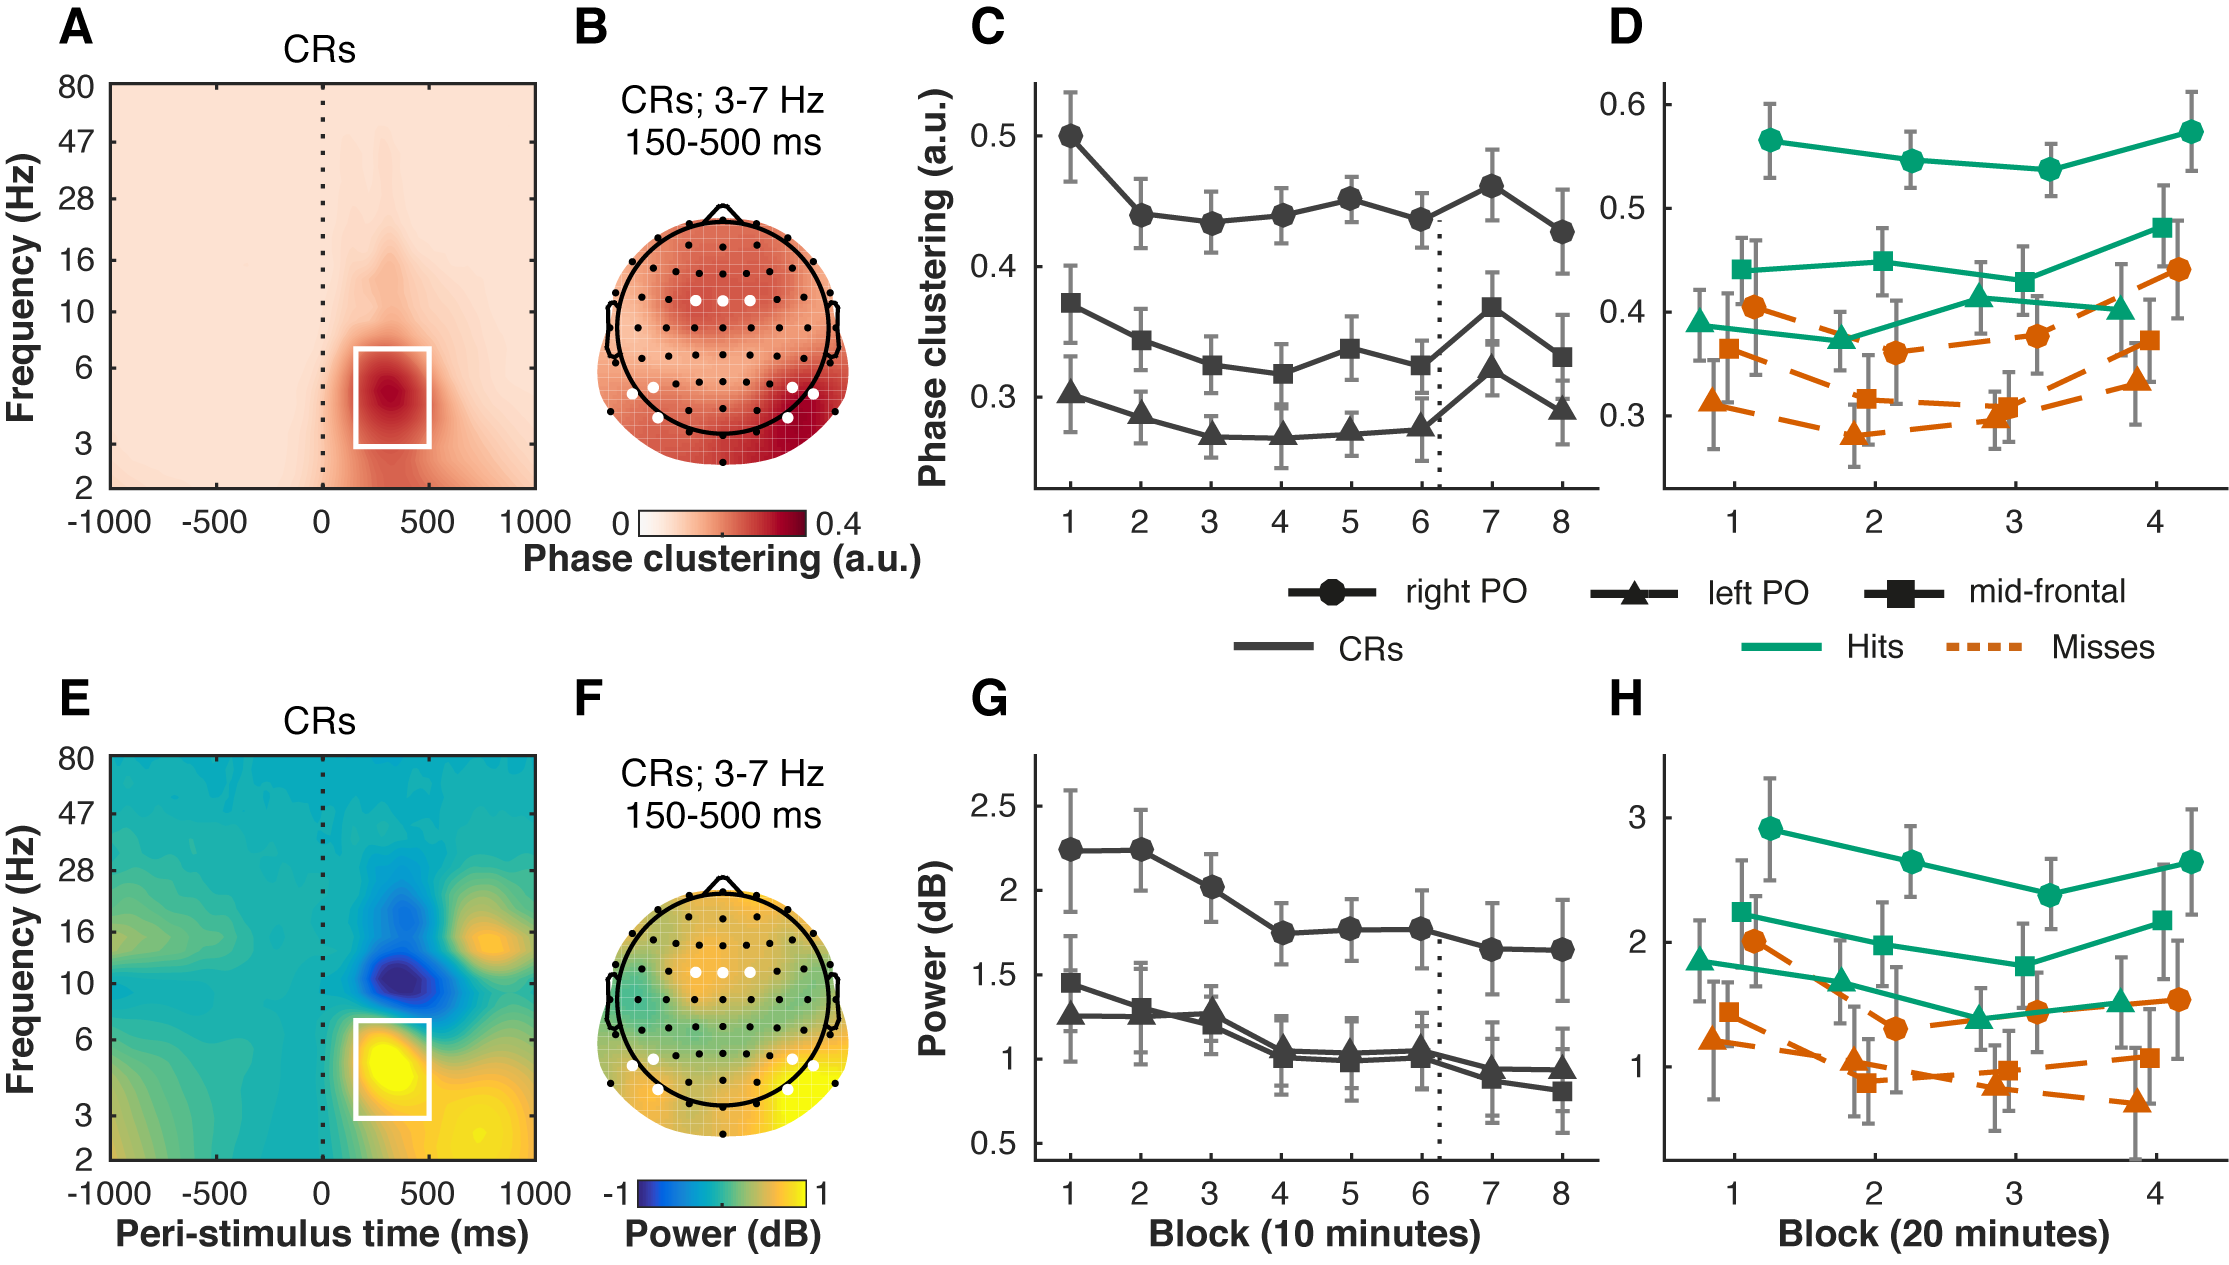 A
B
C
D
CRs
CRs; 3-7 Hz
150-500 ms
Frequency (Hz)
80
47
28
16
10
6
3
2
-1000 -500 0 500 1000
0 0.4
Phase clustering (a.u.)
Phase clustering (a.u.)
0.5
0.4
0.3
1 2 3 4 5 6 7 8
0.6
0.5
0.4
0.3
1 2 3 4
right PO left PO mid-frontal
CRs Hits Misses
E
F
G
H
CRs
CRs; 3-7 Hz
150-500 ms
Frequency (Hz)
80
47
28
16
10
6
3
2
-1000 -500 0 500 1000
Peri-stimulus time (ms)
-1 1
Power (dB)
Power (dB)
2.5
2
1.5
1
0.5
1 2 3 4 5 6 7 8
Block (10 minutes)
3
2
1
1 2 3 4
Block (20 minutes)